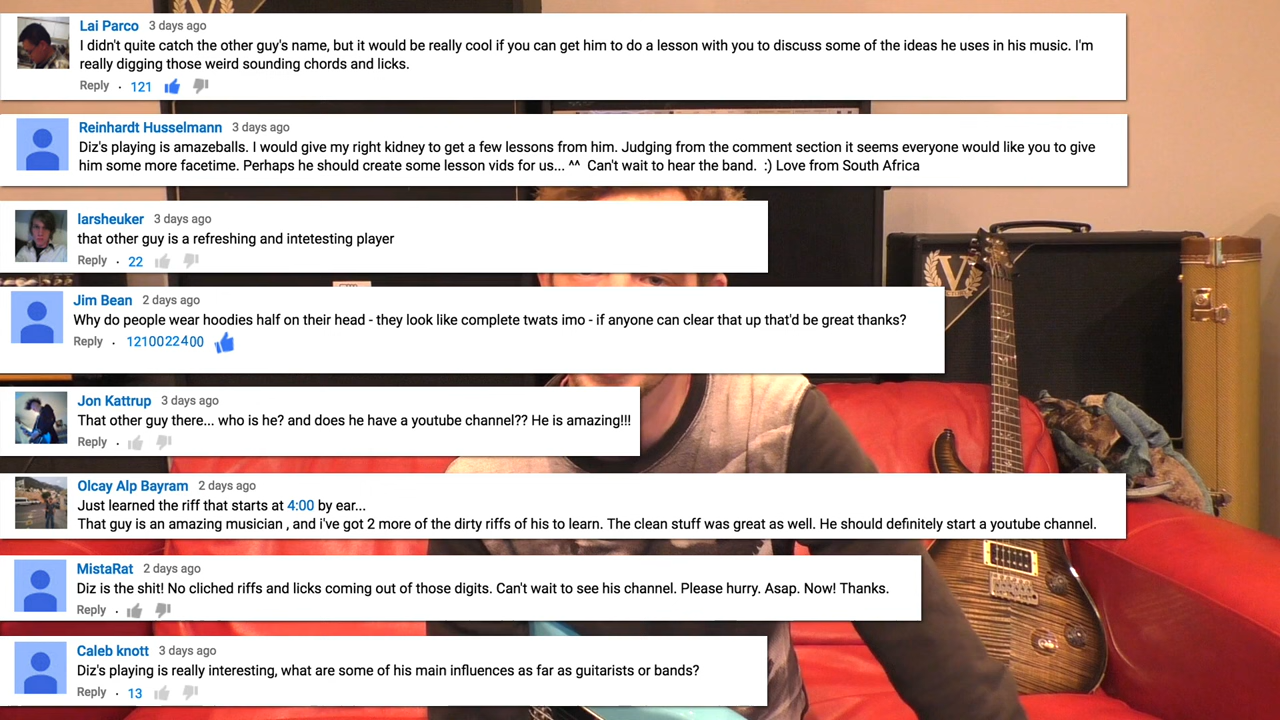 Lai Parco 3 days ago
I didn't quite catch the other guy's name, but it would be really cool if you can get him to do a lesson with you to discuss some of the ideas he uses in his music. I'm
really digging those weird sounding chords and licks.
Reply · 121
Reinhardt Husselmann 3 days ago
Diz's playing is amazeballs. I would give my right kidney to get a few lessons from him. Judging from the comment section it seems everyone would like you to give
him some more facetime. Perhaps he should create some lesson vids for us... ^^ Can't wait to hear the band. :) Love from South Africa
larsheuker 3 days ago
that other guy is a refreshing and intetesting player
Reply · 22
Jim Bean 2 days ago
Why do people wear hoodies half on their head - they look like complete twats imo - if anyone can clear that up that'd be great thanks?
Reply · 1210022400
Jon Kattrup 3 days ago
That other guy there... who is he? and does he have a youtube channel?? He is amazing!!!
Reply ·
Olcay Alp Bayram 2 days ago
Just learned the riff that starts at 4:00 by ear...
That guy is an amazing musician , and i've got 2 more of the dirty riffs of his to learn. The clean stuff was great as well. He should definitely start a youtube channel.
MistaRat 2 days ago
Diz is the shit! No cliched riffs and licks coming out of those digits. Can't wait to see his channel. Please hurry. Asap. Now! Thanks.
Reply ·
Caleb knott 3 days ago
Diz's playing is really interesting, what are some of his main influences as far as guitarists or bands?
Reply · 13
V